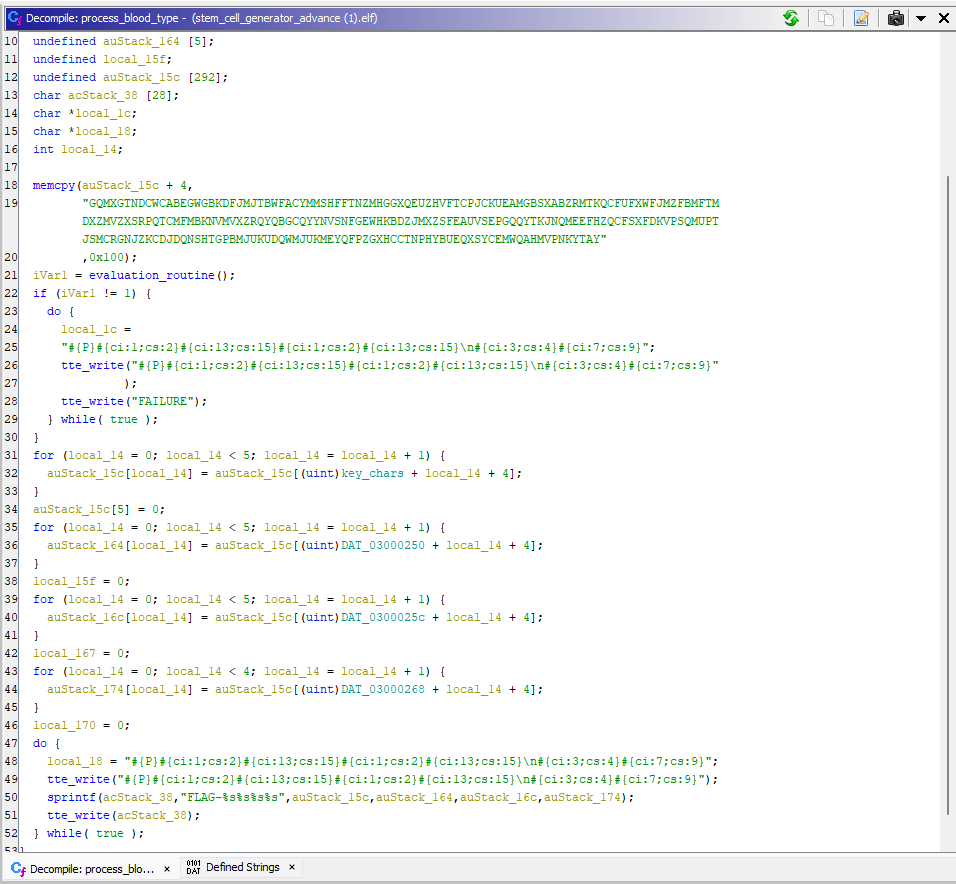 Decompile: process_blood_type - (stem_cell_generator_advance (1).elf)
10 undefined auStack_164 [5];
11 undefined local_15f;
12 undefined auStack_15c [292];
13 char acStack_38 [28];
14 char *local_1c;
15 char *local_18;
16 int local_14;
17
18 memcpy(auStack_15c + 4,
19 "GQMXGTNDCWCABEGWGBKDFJMJTBWFACYMMSHFFTNZMHGGXQEUZHVFTCPJCKUEAMGBSXABZRMTKQCFUFXWFJMZFBMFTM
DXZMVZXSRPQTCMFMBKNVMVXZRQYQBGCQYYNVSNFGEWHKBDZJMXZSFEAUVSEPGQQYTKJNQMEEFHZQCFSXFDKVPSQMUPT
JSMCRGNJZKCDJDQNSHTGPBMJUKUDQWMJUKMEYQFPZGXHCCTNPHYBUEQXSYCEMWQAHMVPNKYTAY"
20 ,0x100);
21 iVar1 = evaluation_routine();
22 if (iVar1 != 1) {
23 do {
24 local_1c =
25 "#{P}#{ci:1;cs:2}#{ci:13;cs:15}#{ci:1;cs:2}#{ci:13;cs:15}\n#{ci:3;cs:4}#{ci:7;cs:9}";
26 tte_write("#{P}#{ci:1;cs:2}#{ci:13;cs:15}#{ci:1;cs:2}#{ci:13;cs:15}\n#{ci:3;cs:4}#{ci:7;cs:9}"
27 );
28 tte_write("FAILURE");
29 } while( true );
30 }
31 for (local_14 = 0; local_14 < 5; local_14 = local_14 + 1) {
32 auStack_15c[local_14] = auStack_15c[(uint)key_chars + local_14 + 4];
33 }
34 auStack_15c[5] = 0;
35 for (local_14 = 0; local_14 < 5; local_14 = local_14 + 1) {
36 auStack_164[local_14] = auStack_15c[(uint)DAT_03000250 + local_14 + 4];
37 }
38 local_15f = 0;
39 for (local_14 = 0; local_14 < 5; local_14 = local_14 + 1) {
40 auStack_16c[local_14] = auStack_15c[(uint)DAT_0300025c + local_14 + 4];
41 }
42 local_167 = 0;
43 for (local_14 = 0; local_14 < 4; local_14 = local_14 + 1) {
44 auStack_174[local_14] = auStack_15c[(uint)DAT_03000268 + local_14 + 4];
45 }
46 local_170 = 0;
47 do {
48 local_18 = "#{P}#{ci:1;cs:2}#{ci:13;cs:15}#{ci:1;cs:2}#{ci:13;cs:15}\n#{ci:3;cs:4}#{ci:7;cs:9}";
49 tte_write("#{P}#{ci:1;cs:2}#{ci:13;cs:15}#{ci:1;cs:2}#{ci:13;cs:15}\n#{ci:3;cs:4}#{ci:7;cs:9}");
50 sprintf(acStack_38,"FLAG-%s%s%s%s",auStack_15c,auStack_164,auStack_16c,auStack_174);
51 tte_write(acStack_38);
52 } while( true );
53 }
Decompile: process_blo... ×
0101 DAT Defined Strings ×